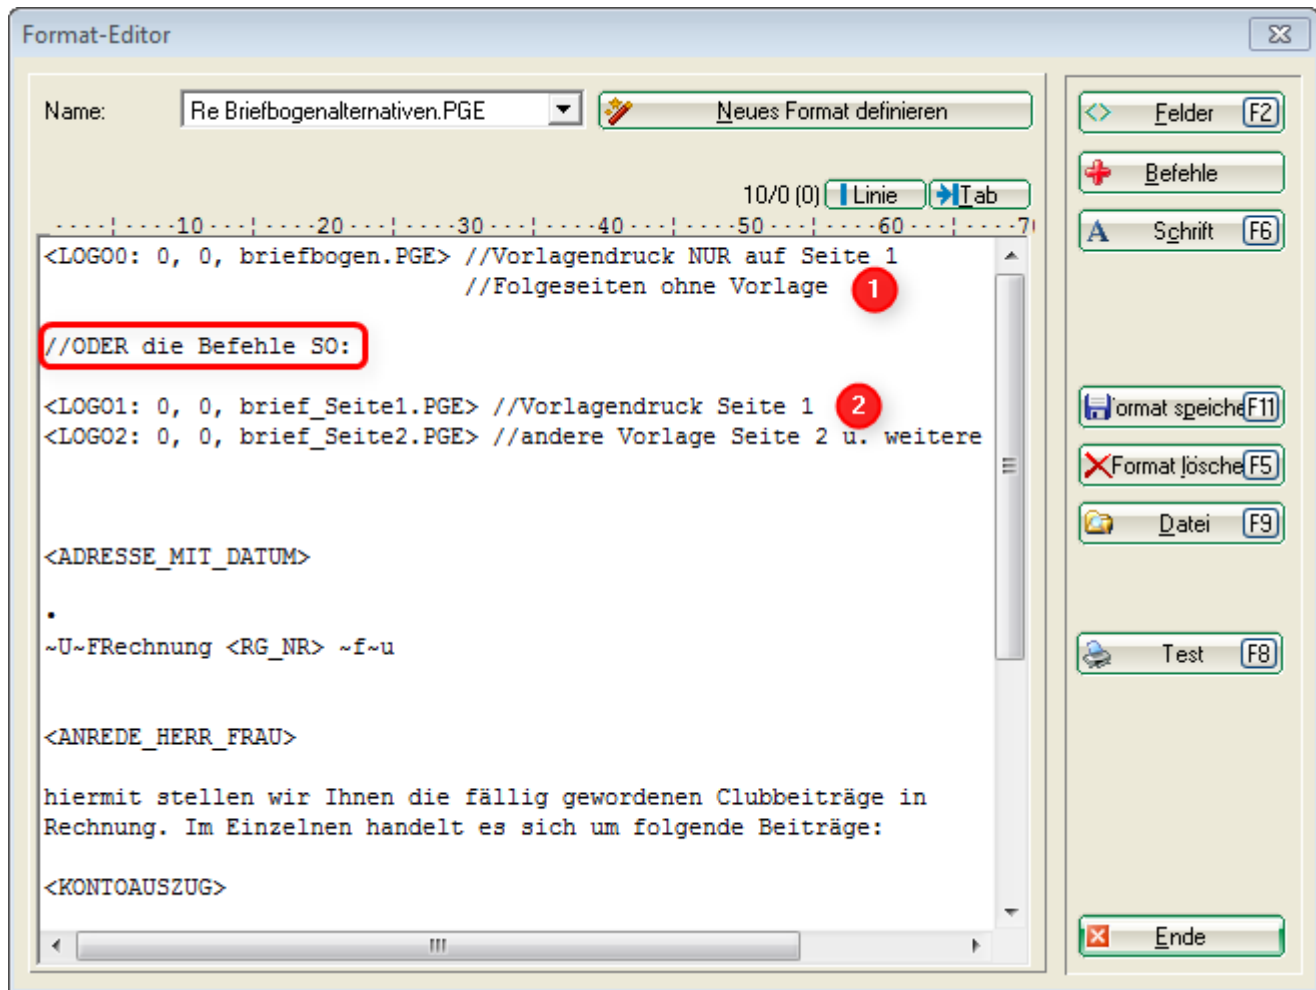 Format-Editor
Name: Re Briefbogenalternativen.PGE Neues Format definieren
10/0 (0) Linie Tab
....¦....10...¦....20...¦....30...¦....40...¦....50...¦....60...¦....7
<LOGO0: 0, 0, briefbogen.PGE> //Vorlagendruck NUR auf Seite 1
//Folgeseiten ohne Vorlage 1
//ODER die Befehle SO:
<LOGO1: 0, 0, brief_Seite1.PGE> //Vorlagendruck Seite 1 2
<LOGO2: 0, 0, brief_Seite2.PGE> //andere Vorlage Seite 2 u. weitere
<ADRESSE_MIT_DATUM>
.
~U~FRechnung <RG_NR> ~f~u
<ANREDE_HERR_FRAU>
hiermit stellen wir Ihnen die fällig gewordenen Clubbeiträge in
Rechnung. Im Einzelnen handelt es sich um folgende Beiträge:
<KONTOAUSZUG>
Felder F2
Befehle
Schrift F6
ormat speiche F11
Format lösche F5
Datei F9
Test F8
Ende